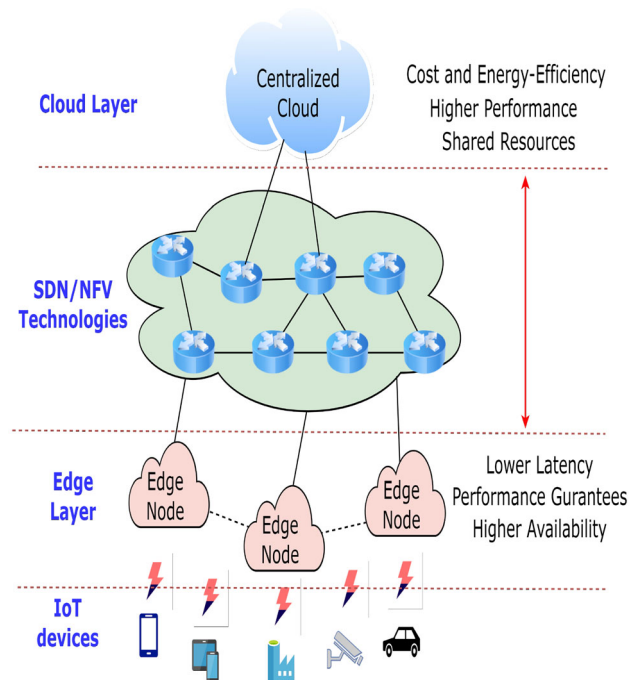 Centralized
Cloud
Cloud Layer
Cost and Energy-Efficiency
Higher Performance
Shared Resources
SDN/NFV
Technologies
Edge
Layer
Edge
Node
Edge
Node
Edge
Node
Lower Latency
Performance Gurantees
Higher Availability
IoT
devices